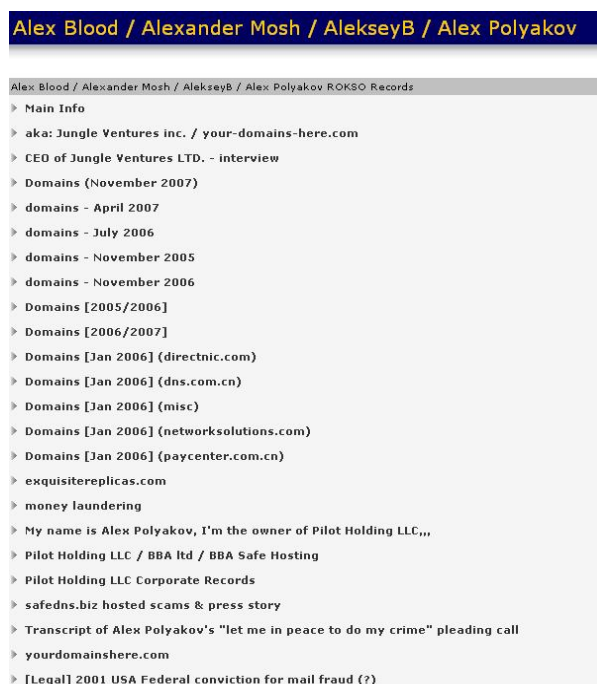 Alex Blood / Alexander Mosh / AlekseyB / Alex Polyakov
Alex Blood / Alexander Mosh / AlekseyB / Alex Polyakov ROKSO Records
Main Info
aka: Jungle Ventures inc. / your-domains-here.com
CEO of Jungle Ventures LTD. - interview
Domains (November 2007)
domains - April 2007
domains - July 2006
domains - November 2005
domains - November 2006
Domains [2005/2006]
Domains [2006/2007]
Domains [Jan 2006] (directnic.com)
Domains [Jan 2006] (dns.com.cn)
Domains [Jan 2006] (misc)
Domains [Jan 2006] (networksolutions.com)
Domains [Jan 2006] (paycenter.com.cn)
exquisitereplicas.com
money laundering
My name is Alex Polyakov, I'm the owner of Pilot Holding LLC,,,
Pilot Holding LLC / BBA ltd / BBA Safe Hosting
Pilot Holding LLC Corporate Records
safedns.biz hosted scams & press story
Transcript of Alex Polyakov's "let me in peace to do my crime" pleading call
yourdomainshere.com
[Legal] 2001 USA Federal conviction for mail fraud (?)